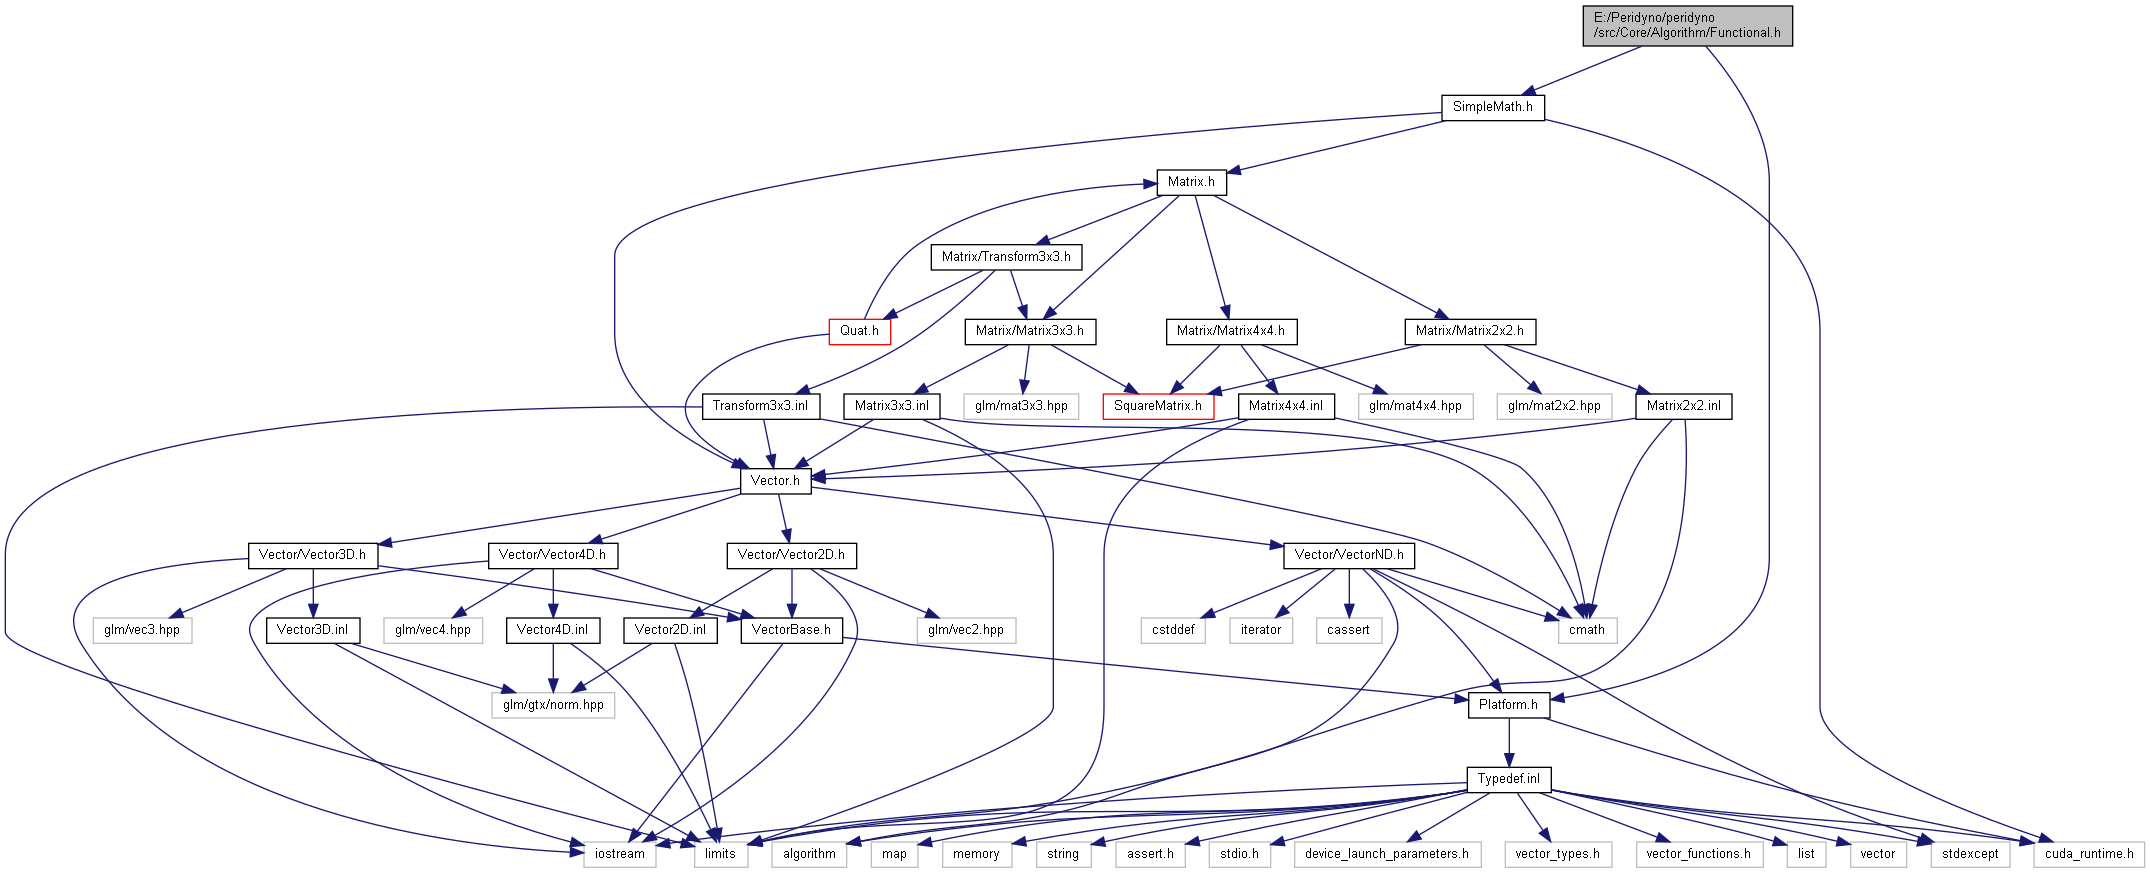 E:/Peridyno/peridyno
/src/Core/Algorithm/Functional.h
SimpleMath.h
Matrix.h
Matrix/Transform3x3.h
Quat.h
Matrix/Matrix3x3.h
Matrix/Matrix4x4.h
Matrix/Matrix2x2.h
Transform3x3.inl
Matrix3x3.inl
glm/mat3x3.hpp
SquareMatrix.h
Matrix4x4.inl
glm/mat4x4.hpp
glm/mat2x2.hpp
Matrix2x2.inl
Vector.h
Vector/Vector3D.h
Vector/Vector4D.h
Vector/Vector2D.h
Vector/VectorND.h
glm/vec3.hpp
Vector3D.inl
glm/vec4.hpp
Vector4D.inl
Vector2D.inl
VectorBase.h
glm/vec2.hpp
cstddef
iterator
cassert
cmath
glm/gtx/norm.hpp
Platform.h
Typedef.inl
iostream
limits
algorithm
map
memory
string
assert.h
stdio.h
device_launch_parameters.h
vector_types.h
vector_functions.h
list
vector
stdexcept
cuda_runtime.h